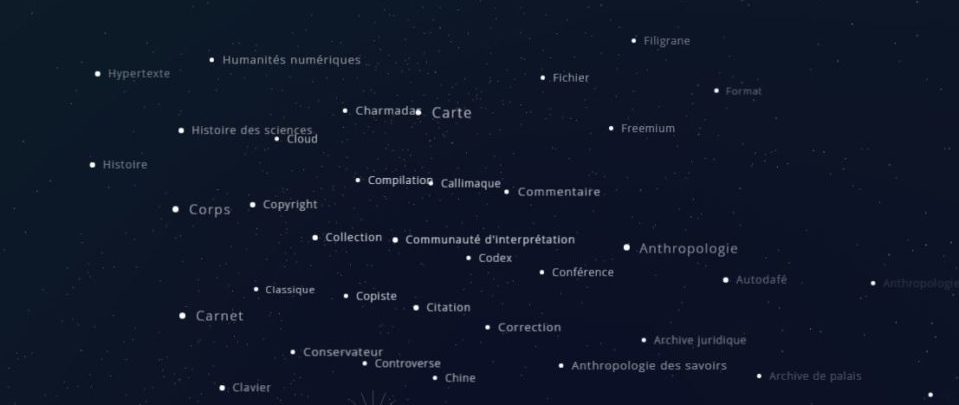 Filigrane
Humanités numériques
Hypertexte
Fichier
Format
Charmadas
Carte
Freemium
Histoire des sciences
Cloud
Histoire
Compilation
Callimaque
Commentaire
Copyright
Corps
Collection
Communauté d'interprétation
Anthropologie
Codex
Conférence
Autodafé
Anthropologie
Classique
Copiste
Citation
Carnet
Correction
Archive juridique
Conservateur
Controverse
Anthropologie des savoirs
Chine
Archive de palais
Clavier